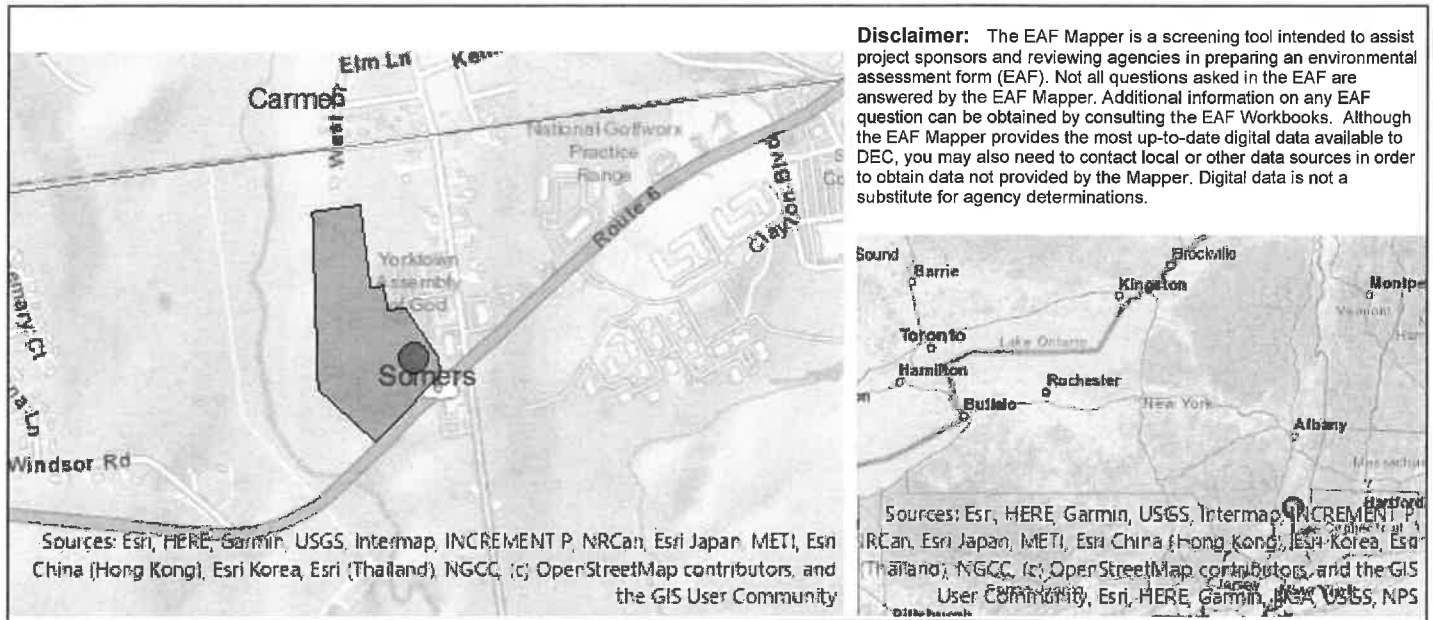 Disclaimer: The EAF Mapper is a screening tool intended to assist
project sponsors and reviewing agencies in preparing an environmental
assessment form (EAF). Not all questions asked in the EAF are
answered by the EAF Mapper. Additional information on any EAF
question can be obtained by consulting the EAF Workbooks. Although
the EAF Mapper provides the most up-to-date digital data available to
DEC, you may also need to contact local or other data sources in order
to obtain data not provided by the Mapper. Digital data is not a
substitute for agency determinations.
Elm Ln
Carmel
National Golfworx
Practice
Range
Route 6
Clayton Blvd
Yorktown
Assembly
of God
Somers
Windsor Rd
Sources: Esri, HERE, Garmin, USGS, Intermap, INCREMENT P, NRCan, Esri Japan, METI, Esri
China (Hong Kong), Esri Korea, Esri (Thailand), NGCC, (c) OpenStreetMap contributors, and
the GIS User Community
Sound
Barrie
Brockville
Kingston
Montpe
Vermont
Toronto
Lake Ontario
Hamilton
Rochester
Buffalo
New York
Albany
Massachu
Hartford
Sources: Esri, HERE, Garmin, USGS, Intermap, INCREMENT P,
RCan, Esri Japan, METI, Esri China (Hong Kong), Esri Korea, Esri
(Thailand), NGCC, (c) OpenStreetMap contributors, and the GIS
User Community, Esri, HERE, Garmin, USGS, NPS